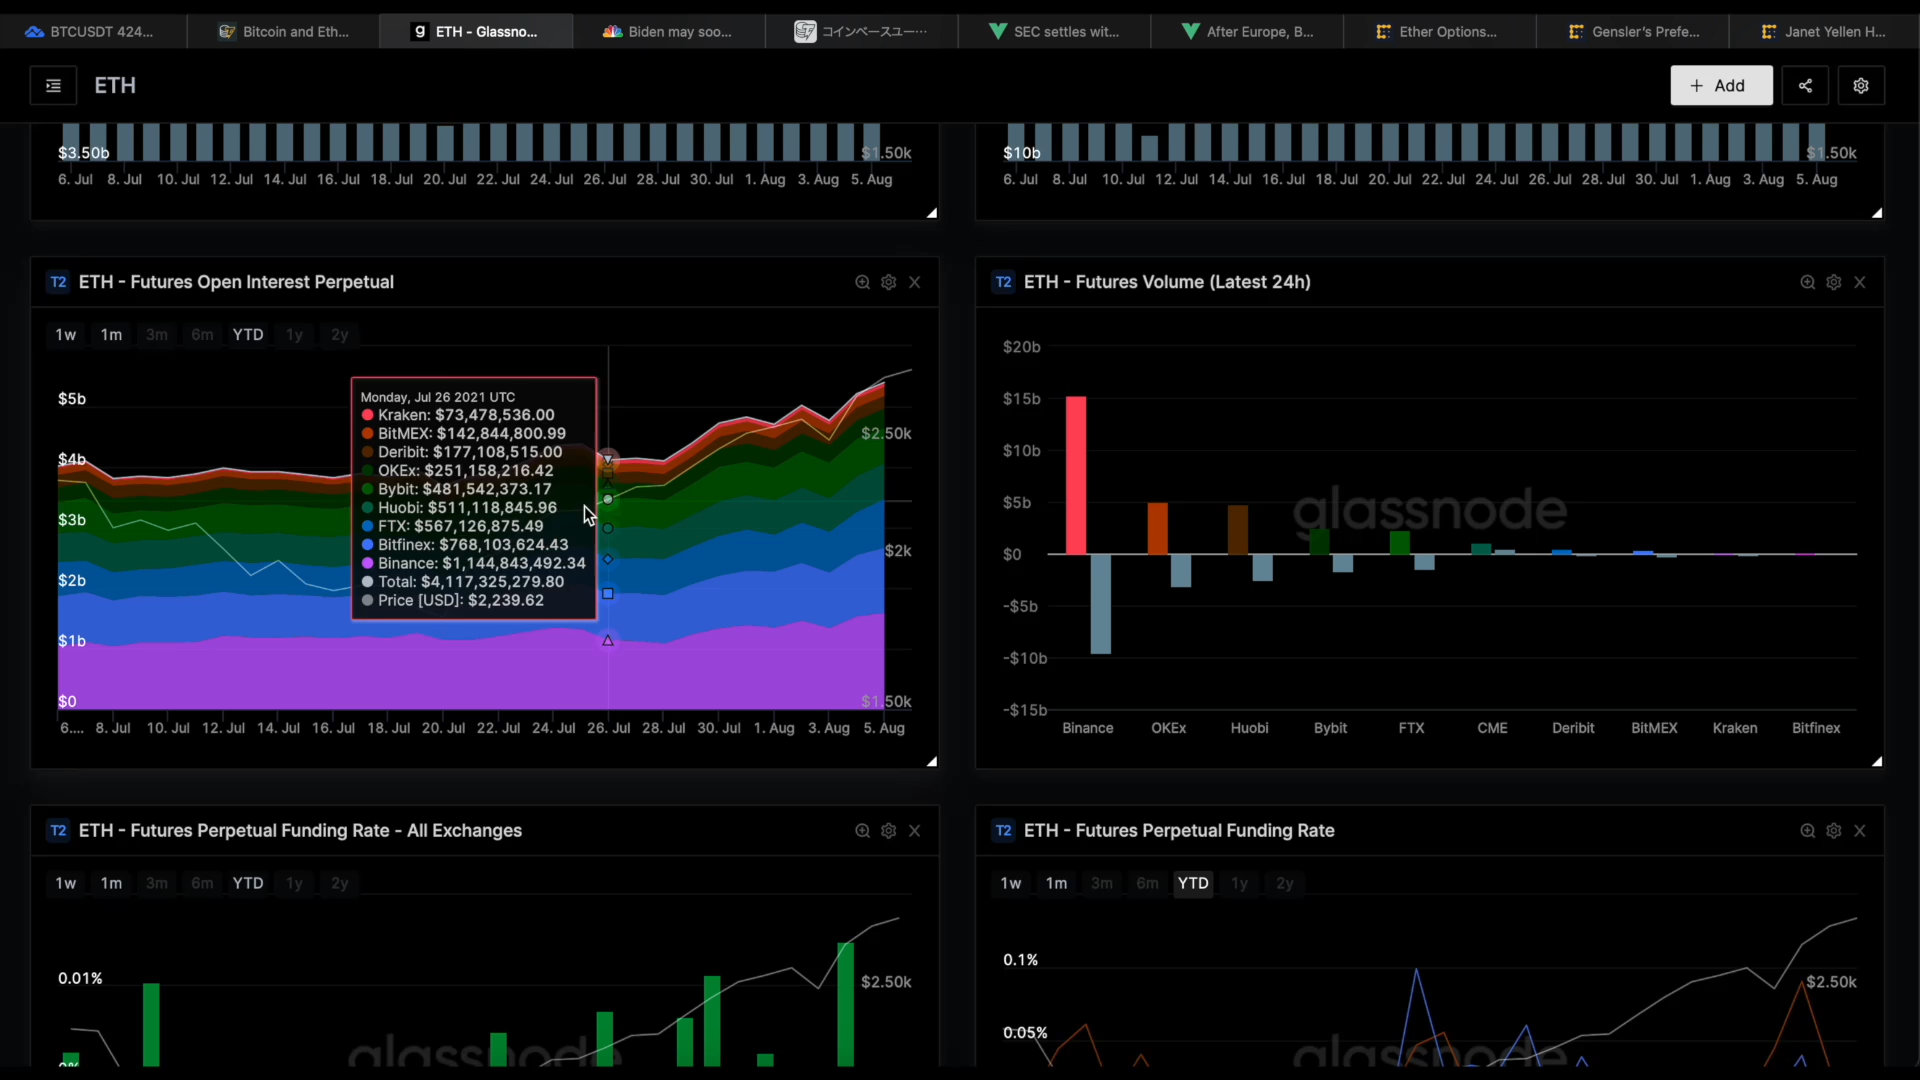 BTCUSDT 424...
Bitcoin and Eth...
ETH - Glassno...
Biden may soo...
コインベースユー…
SEC settles wit...
After Europe, B...
Ether Options...
Gensler's Prefe...
Janet Yellen H...
ETH
+ Add
$3.50b
$1.50k
6. Jul 8. Jul 10. Jul 12. Jul 14. Jul 16. Jul 18. Jul 20. Jul 22. Jul 24. Jul 26. Jul 28. Jul 30. Jul 1. Aug 3. Aug 5. Aug
$10b
$1.50k
6. Jul 8. Jul 10. Jul 12. Jul 14. Jul 16. Jul 18. Jul 20. Jul 22. Jul 24. Jul 26. Jul 28. Jul 30. Jul 1. Aug 3. Aug 5. Aug
T2 ETH - Futures Open Interest Perpetual
1w 1m 3m 6m YTD 1y 2y
$5b
$4b
$3b
$2b
$1b
$0
$2.50k
$2k
$1.50k
Monday, Jul 26 2021 UTC
Kraken: $73,478,536.00
BitMEX: $142,844,800.99
Deribit: $177,108,515.00
OKEx: $251,158,216.42
Bybit: $481,542,373.17
Huobi: $511,118,845.96
FTX: $567,126,875.49
Bitfinex: $768,103,624.43
Binance: $1,144,843,492.34
Total: $4,117,325,279.80
Price [USD]: $2,239.62
6.... 8. Jul 10. Jul 12. Jul 14. Jul 16. Jul 18. Jul 20. Jul 22. Jul 24. Jul 26. Jul 28. Jul 30. Jul 1. Aug 3. Aug 5. Aug
T2 ETH - Futures Volume (Latest 24h)
$20b
$15b
$10b
$5b
$0
-$5b
-$10b
-$15b
glassnode
Binance OKEx Huobi Bybit FTX CME Deribit BitMEX Kraken Bitfinex
T2 ETH - Futures Perpetual Funding Rate - All Exchanges
1w 1m 3m 6m YTD 1y 2y
0.01%
$2.50k
0%
glassnode
T2 ETH - Futures Perpetual Funding Rate
1w 1m 3m 6m YTD 1y 2y
0.1%
$2.50k
0.05%
glassnode